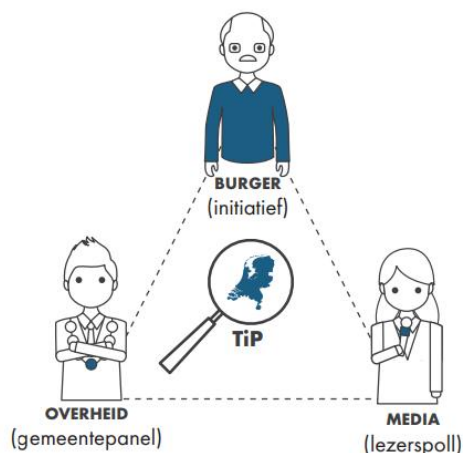 BURGER
(initiatief)
TiP
OVERHEID
(gemeentepanel)
MEDIA
(lezerspoll)